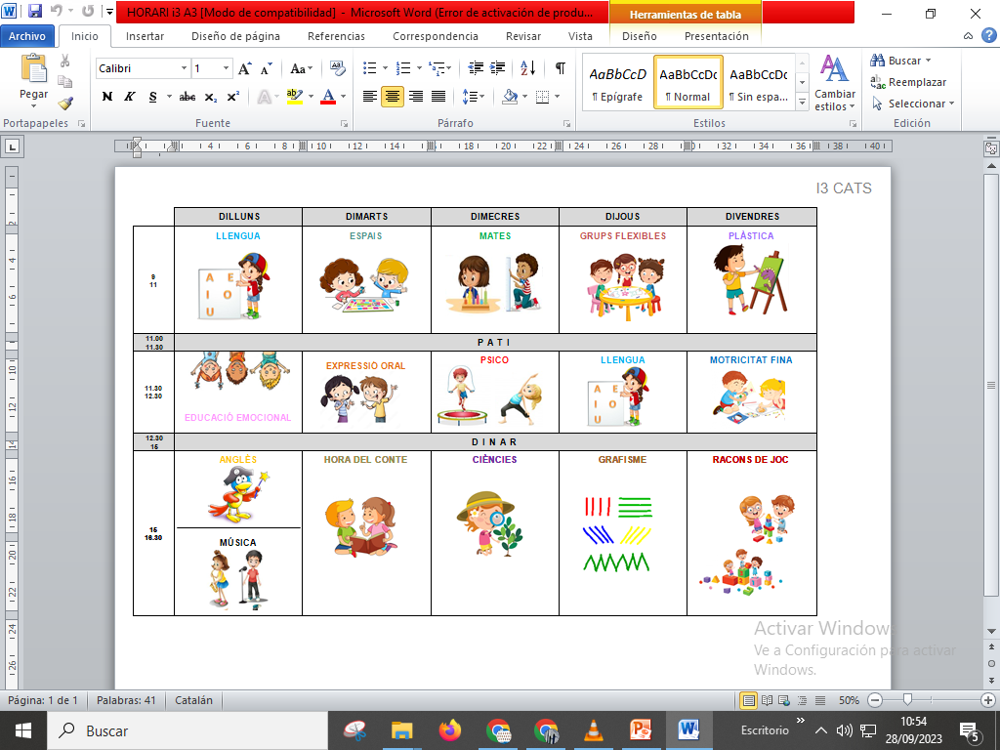 HORARI i3 A3 [Modo de compatibilidad] - Microsoft Word (Error de activación de produ...
Herramientas de tabla
Archivo Inicio Insertar Diseño de página Referencias Correspondencia Revisar Vista Diseño Presentación
Calibri 1
AaBbCcD AaBbCcDc AaBbCcDc
Pegar
¶ Epígrafe ¶ Normal ¶ Sin espa...
Cambiar estilos
Buscar
Reemplazar
Seleccionar
Portapapeles Fuente Párrafo Estilos Edición
I3 CATS
DILLUNS DIMARTS DIMECRES DIJOUS DIVENDRES
9
11
LLENGUA ESPAIS MATES GRUPS FLEXIBLES PLÀSTICA
A E
I O
U
11.00
11.30
P A T I
11.30
12.30
EXPRESSIÓ ORAL PSICO LLENGUA MOTRICITAT FINA
A E
I O
U
EDUCACIÓ EMOCIONAL
12.30
15
D I N A R
15
16.30
ANGLÈS HORA DEL CONTE CIÈNCIES GRAFISME RACONS DE JOC
MÚSICA
Activar Windows
Ve a Configuración para activar
Windows.
Página: 1 de 1 Palabras: 41 Catalán 50%
Buscar
Escritorio
10:54
28/09/2023
5